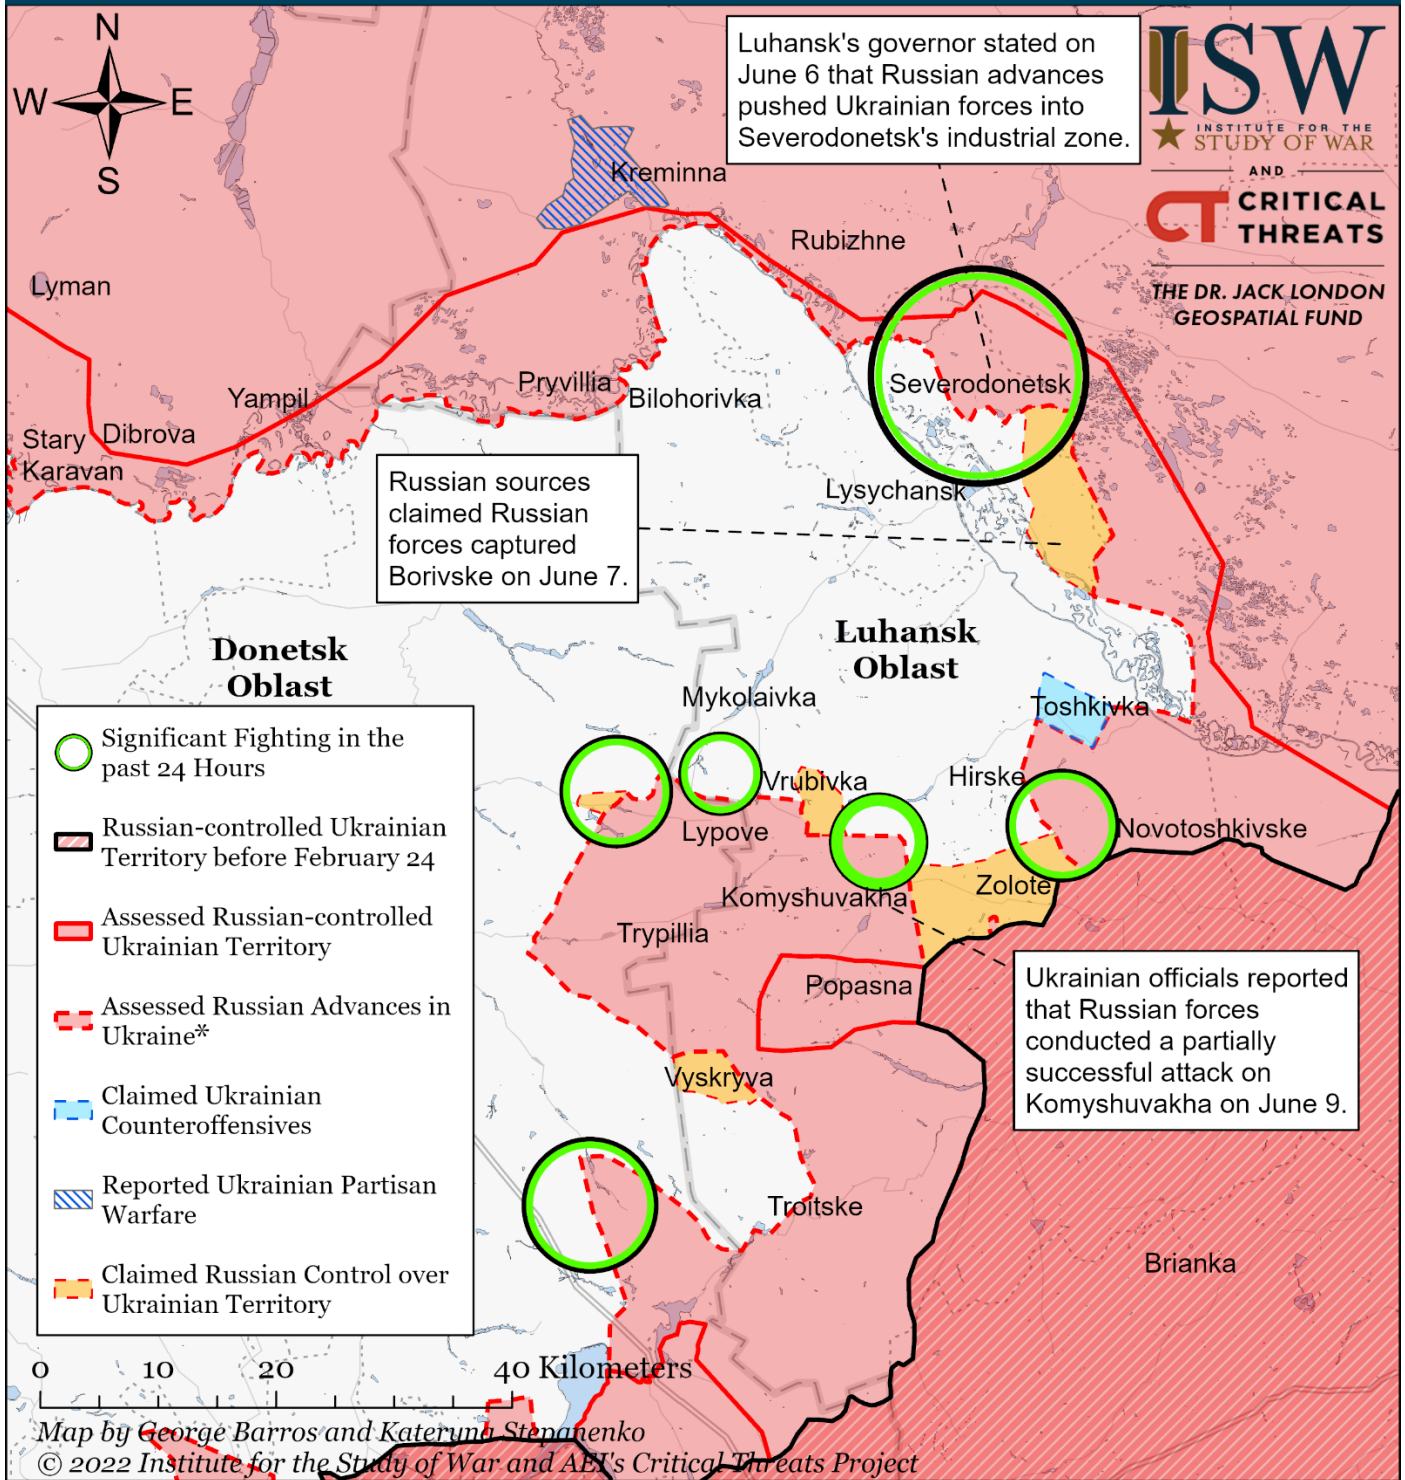 N
W
E
S
Luhansk's governor stated on
June 6 that Russian advances
pushed Ukrainian forces into
Severodonetsk's industrial zone.
ISW
INSTITUTE FOR THE
STUDY OF WAR
AND
CT CRITICAL
THREATS
THE DR. JACK LONDON
GEOSPATIAL FUND
Kreminna
Rubizhne
Lyman
Severodonetsk
Pryvillia
Bilohorivka
Yampil
Dibrova
Stary
Karavan
Russian sources
claimed Russian
forces captured
Borivske on June 7.
Lysychansk
Donetsk
Oblast
Luhansk
Oblast
Mykolaivka
Toshkivka
Vrubivka
Hirske
Lypove
Novotoshkivske
Komyshuvakha
Zolote
Trypillia
Popasna
Ukrainian officials reported
that Russian forces
conducted a partially
successful attack on
Komyshuvakha on June 9.
Vyskryva
Troitske
Brianka
Significant Fighting in the
past 24 Hours
Russian-controlled Ukrainian
Territory before February 24
Assessed Russian-controlled
Ukrainian Territory
Assessed Russian Advances in
Ukraine*
Claimed Ukrainian
Counteroffensives
Reported Ukrainian Partisan
Warfare
Claimed Russian Control over
Ukrainian Territory
0 10 20 40 Kilometers
Map by George Barros and Kateryna Stepanenko
© 2022 Institute for the Study of War and AEI's Critical Threats Project